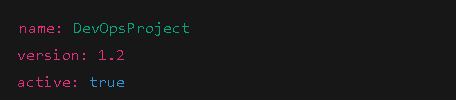 name: DevOpsProject
version: 1.2
active: true